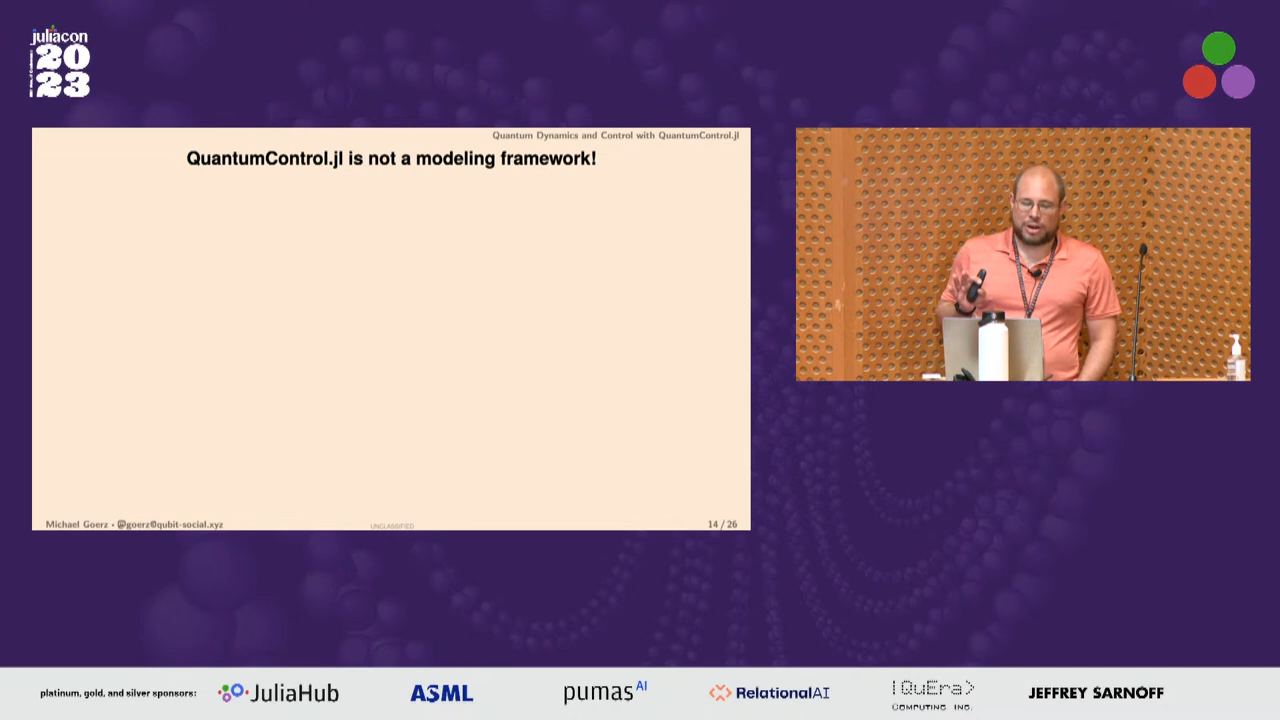 juliacon
20
23
Quantum Dynamics and Control with QuantumControl.jl
QuantumControl.jl is not a modeling framework!
Michael Goerz • @goerz@qubit-social.xyz
UNCLASSIFIED
14 / 26
platinum, gold, and silver sponsors:
JuliaHub
ASML
pumasAI
RelationalAI
|QuEra>
COMPUTING INC.
JEFFREY SARNOFF